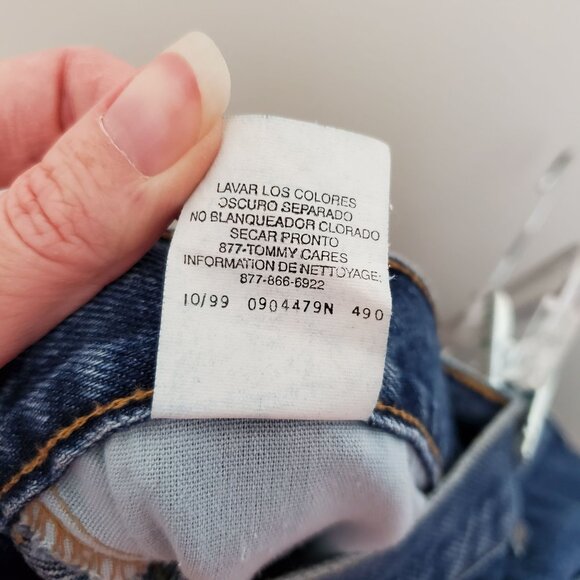 LAVAR LOS COLORES
OSCURO SEPARADO
NO BLANQUEADOR CLORADO
SECAR PRONTO
877-TOMMY CARES
INFORMATION DE NETTOYAGE:
877-866-6922
10/99 0904479N 490